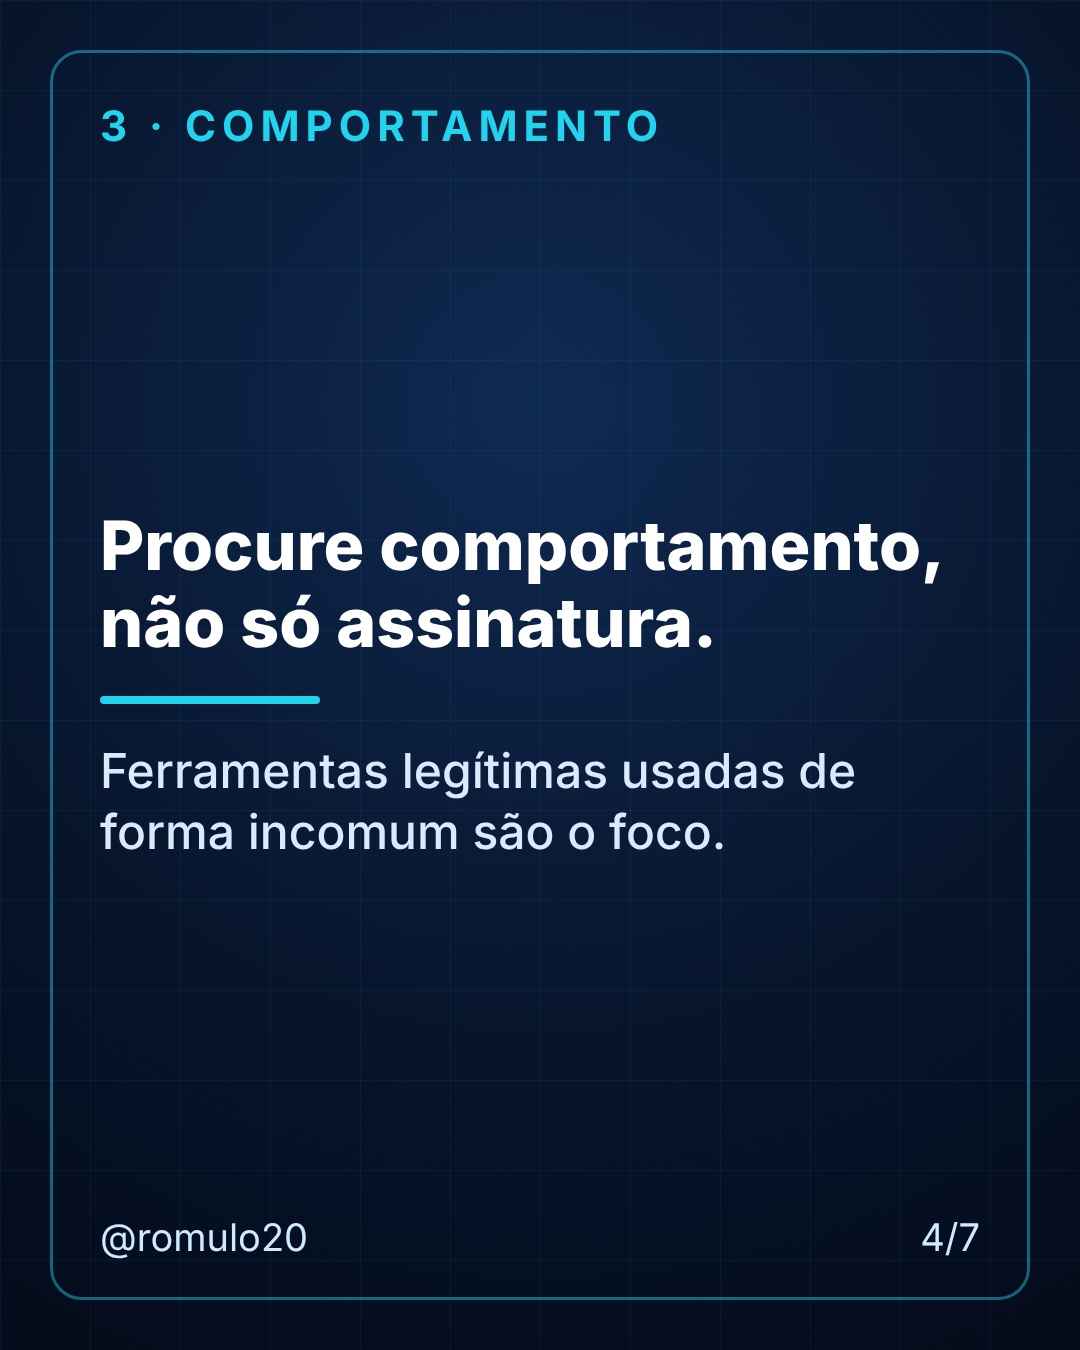 3 · COMPORTAMENTO
Procure comportamento,
não só assinatura.
Ferramentas legítimas usadas de
forma incomum são o foco.
@romulo20
4/7